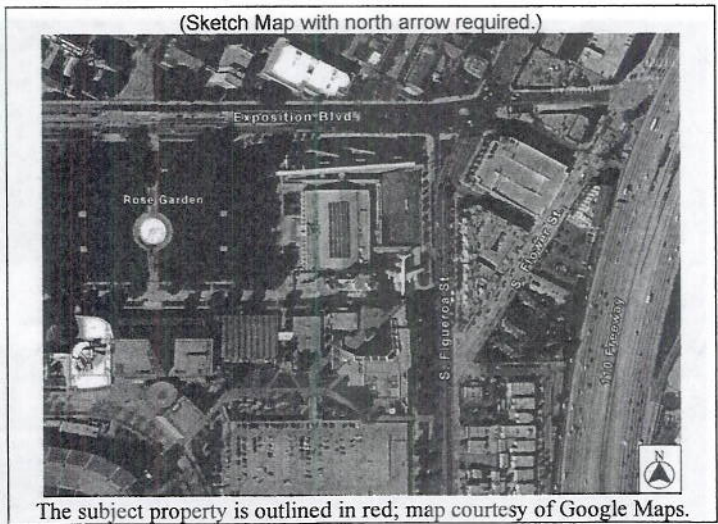 (Sketch Map with north arrow required.)
Exposition Blvd
Rose Garden
S. Flower St.
S. Figueroa St.
110 Freeway
N
The subject property is outlined in red; map courtesy of Google Maps.